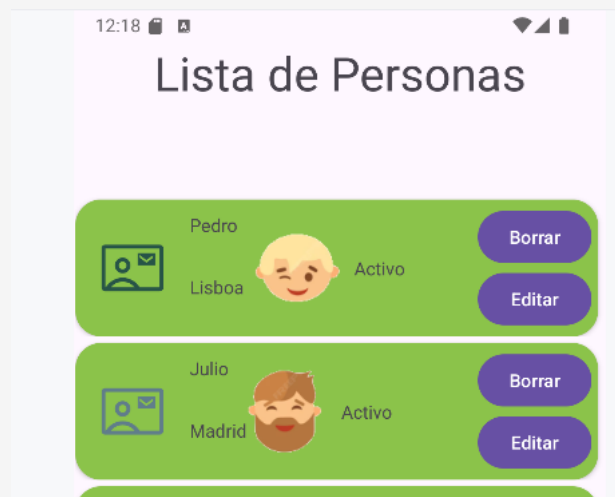 12:18
Lista de Personas
Pedro
Borrar
Activo
Lisboa
Editar
Julio
Borrar
Activo
Madrid
Editar